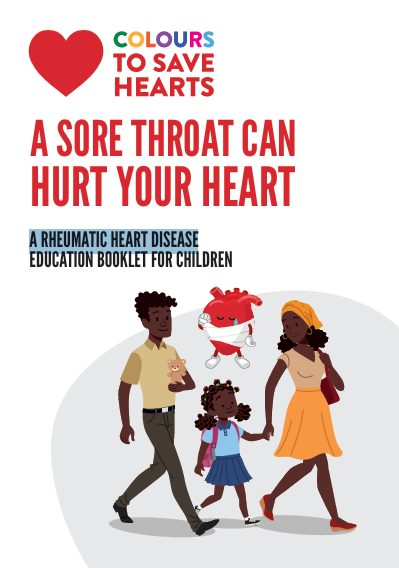 COLOURS
TO SAVE
HEARTS
A SORE THROAT CAN
HURT YOUR HEART
A RHEUMATIC HEART DISEASE
EDUCATION BOOKLET FOR CHILDREN